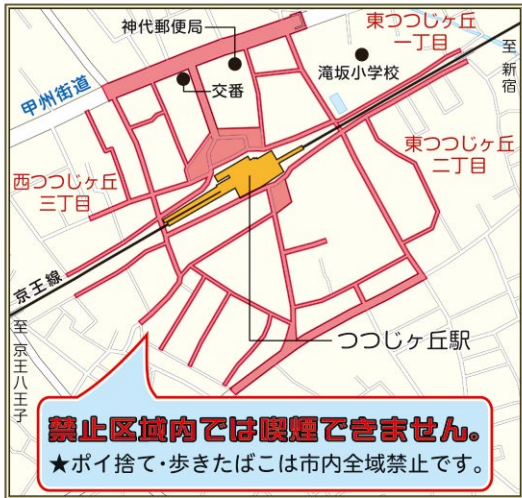 神代郵便局
東つつじヶ丘
一丁目
至 新宿
滝坂小学校
交番
甲州街道
東つつじヶ丘
二丁目
西つつじヶ丘
三丁目
京王線
至 京王八王子
つつじヶ丘駅
禁止区域内では喫煙できません。
★ポイ捨て・歩きたばこは市内全域禁止です。